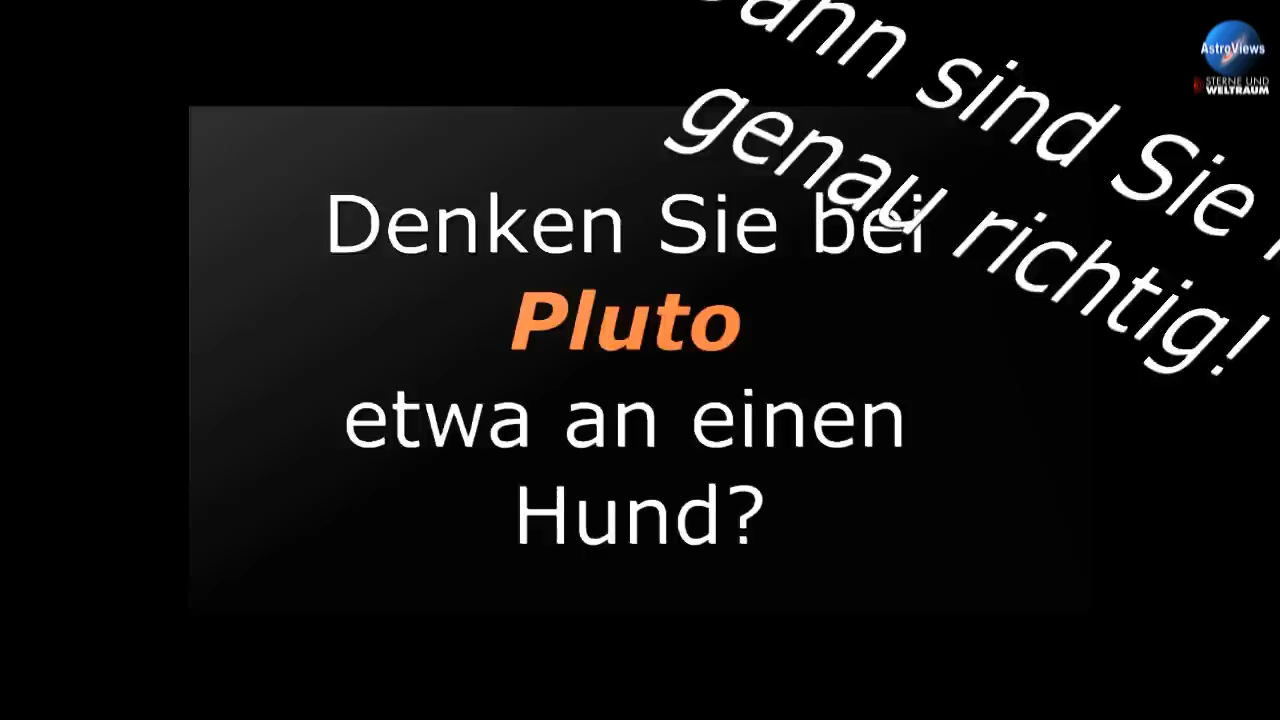 Denken Sie bei
Pluto
etwa an einen
Hund?
sind Sie
genau richtig!
AstroViews
STERNE UND
WELTRAUM